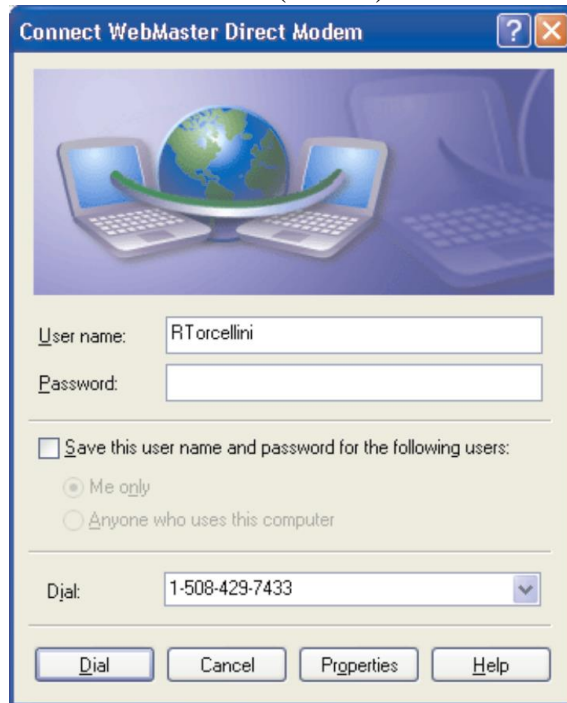 Connect WebMaster Direct Modem
User name: RTorcellini
Password:
Save this user name and password for the following users:
Me only
Anyone who uses this computer
Dial: 1-508-429-7433
Dial Cancel Properties Help